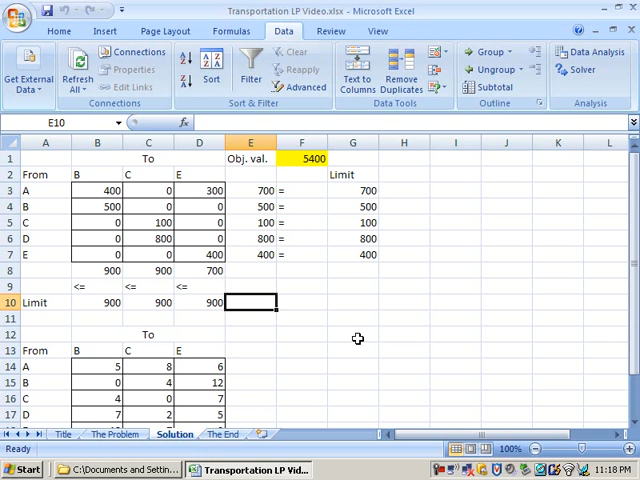 Transportation LP Video.xlsx - Microsoft Excel
Home Insert Page Layout Formulas Data Review View
Get External Data
Refresh All
Connections
Properties
Edit Links
Connections
Sort
Filter
Clear
Reapply
Advanced
Sort & Filter
Text to Columns
Remove Duplicates
Data Tools
Group
Ungroup
Subtotal
Outline
Data Analysis
Solver
Analysis
E10 fx
A B C D E F G H I J K L
1 To Obj. val. 5400
2 From B C E Limit
3 A 400 0 300 700 = 700
4 B 500 0 0 500 = 500
5 C 0 100 0 100 = 100
6 D 0 800 0 800 = 800
7 E 0 0 400 400 = 400
8 900 900 700
9 <= <= <=
10 Limit 900 900 900
11
12 To
13 From B C E
14 A 5 8 6
15 B 0 4 12
16 C 4 0 7
17 D 7 2 5
Title The Problem Solution The End
Ready 100%
Start C:\Documents and Settin... Transportation LP Vid... 11:18 PM